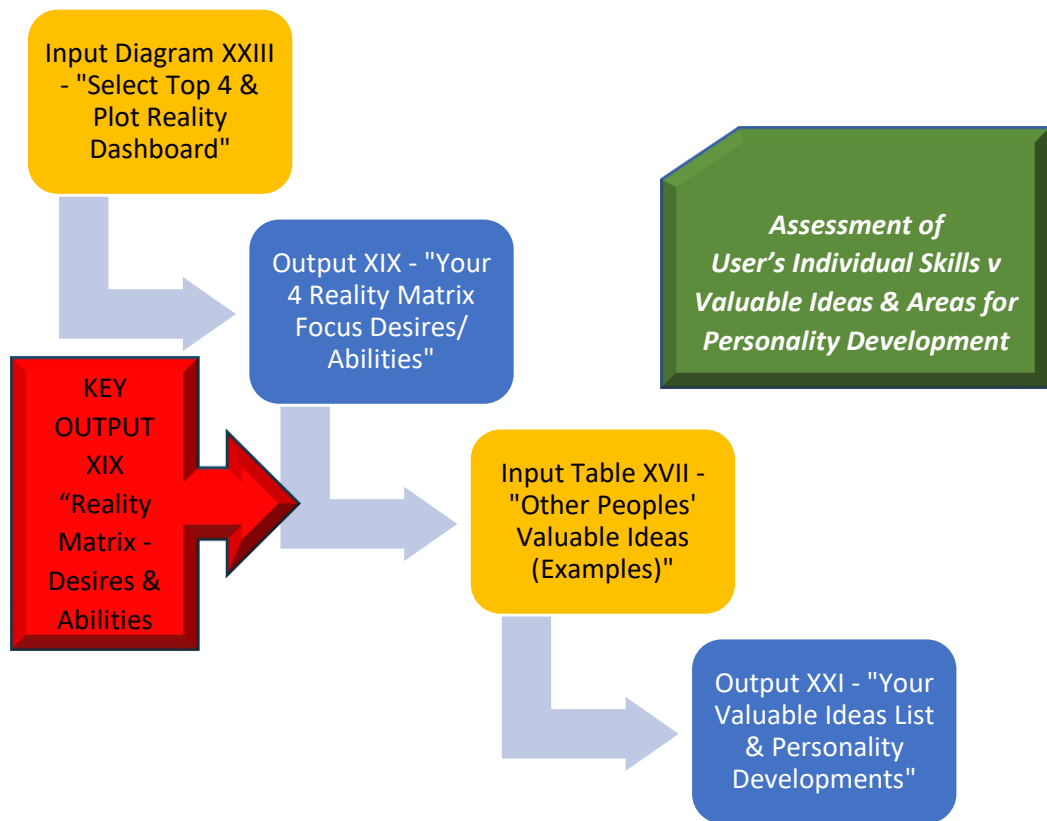 Input Diagram XXIII
- "Select Top 4 &
Plot Reality
Dashboard"
Assessment of
User’s Individual Skills v
Valuable Ideas & Areas for
Personality Development
Output XIX - "Your
4 Reality Matrix
Focus Desires/
Abilities"
KEY
OUTPUT
XIX
“Reality
Matrix -
Desires &
Abilities
Input Table XVII -
"Other Peoples'
Valuable Ideas
(Examples)"
Output XXI - "Your
Valuable Ideas List
& Personality
Developments"